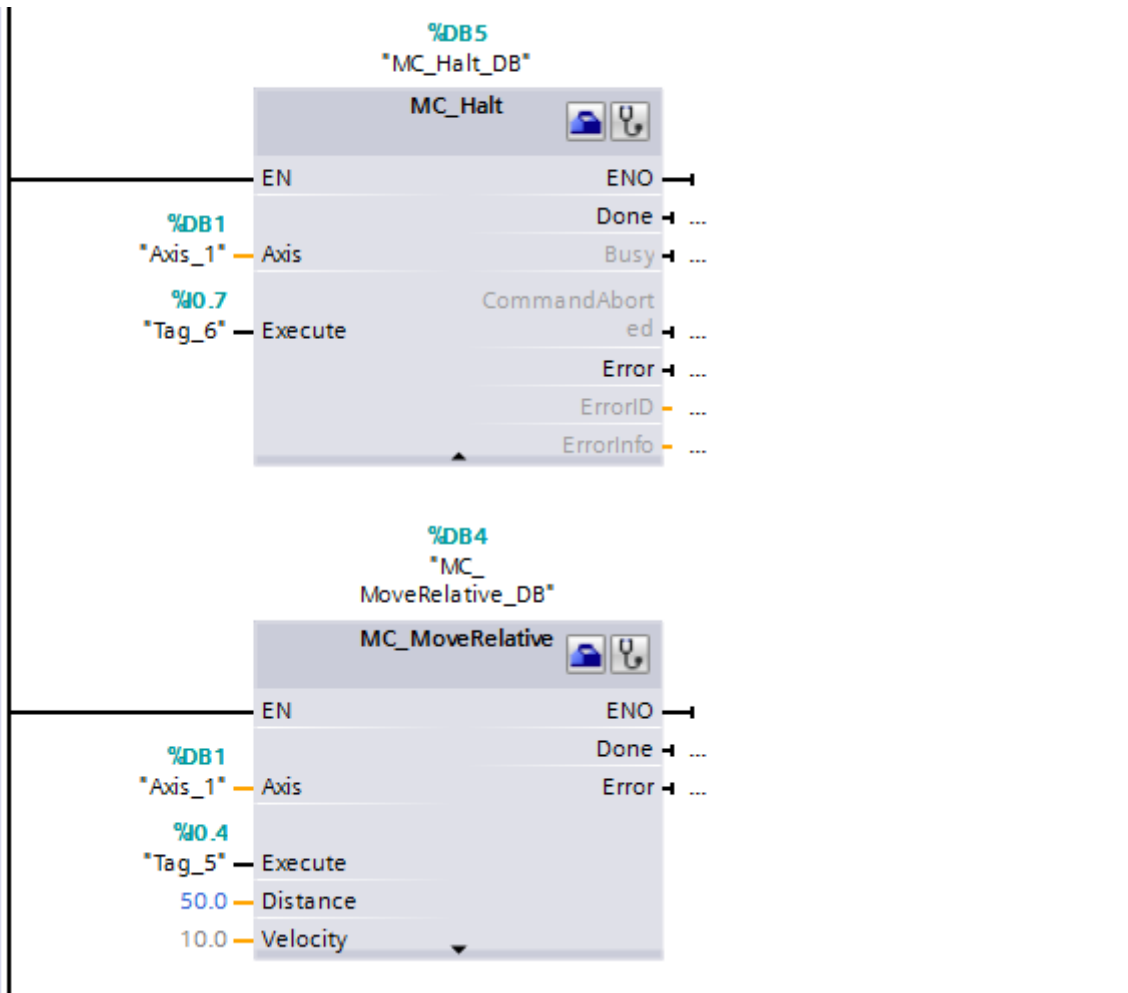 %DB5
"MC_Halt_DB"
MC_Halt
EN ENO
Done ...
%DB1
"Axis_1" Axis Busy ...
%I0.7 CommandAbort
"Tag_6" Execute ed ...
Error ...
ErrorID ...
ErrorInfo ...
%DB4
"MC_
MoveRelative_DB"
MC_MoveRelative
EN ENO
%DB1 Done ...
"Axis_1" Axis Error ...
%I0.4
"Tag_5" Execute
50.0 Distance
10.0 Velocity